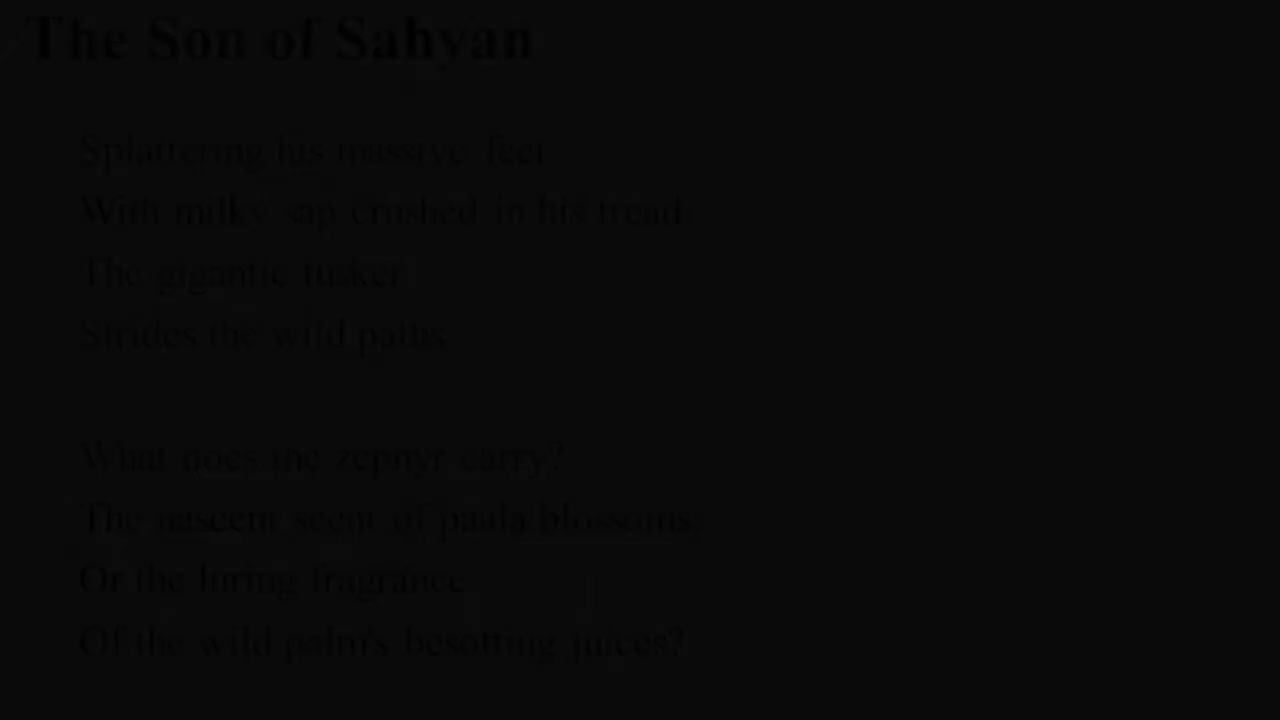 The Son of Sahyan
Splattering his massive feet
With milky sap crushed in his tread
The gigantic tusker
Strides the wild paths
What does the zephyr carry?
The nascent scent of paala blossoms,
Or the luring fragrance
Of the wild palm's besotting juices?